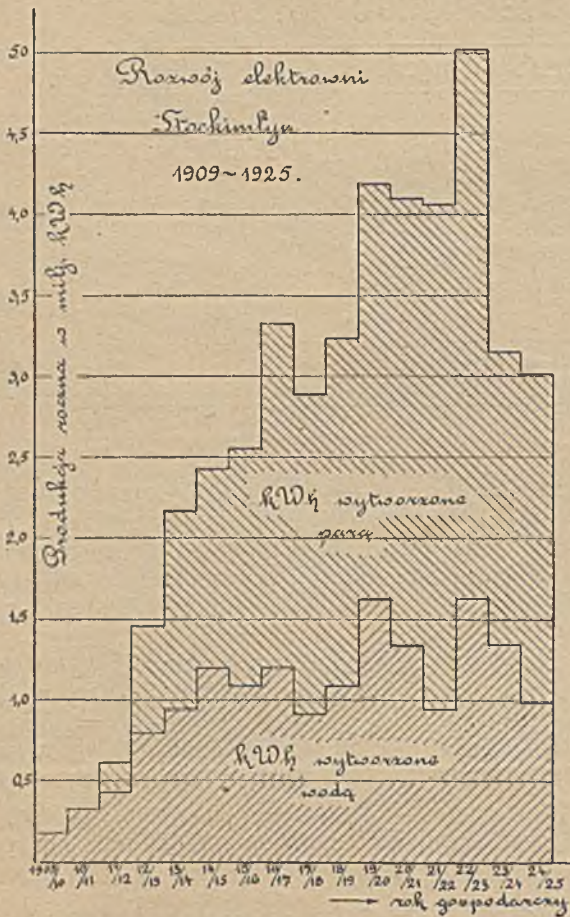 Rozwój elektrowni
1909~1925.
Produkcja roczna w milj. kWh
5,0
4,5
4,0
3,5
3,0
2,5
2,0
1,5
1,0
0,5
kWh wytworzone
parą
kWh wytworzone
wodą
1909/10 10/11 11/12 12/13 13/14 14/15 15/16 16/17 17/18 18/19 19/20 20/21 21/22 22/23 23/24 24/25
→ rok gospodarczy